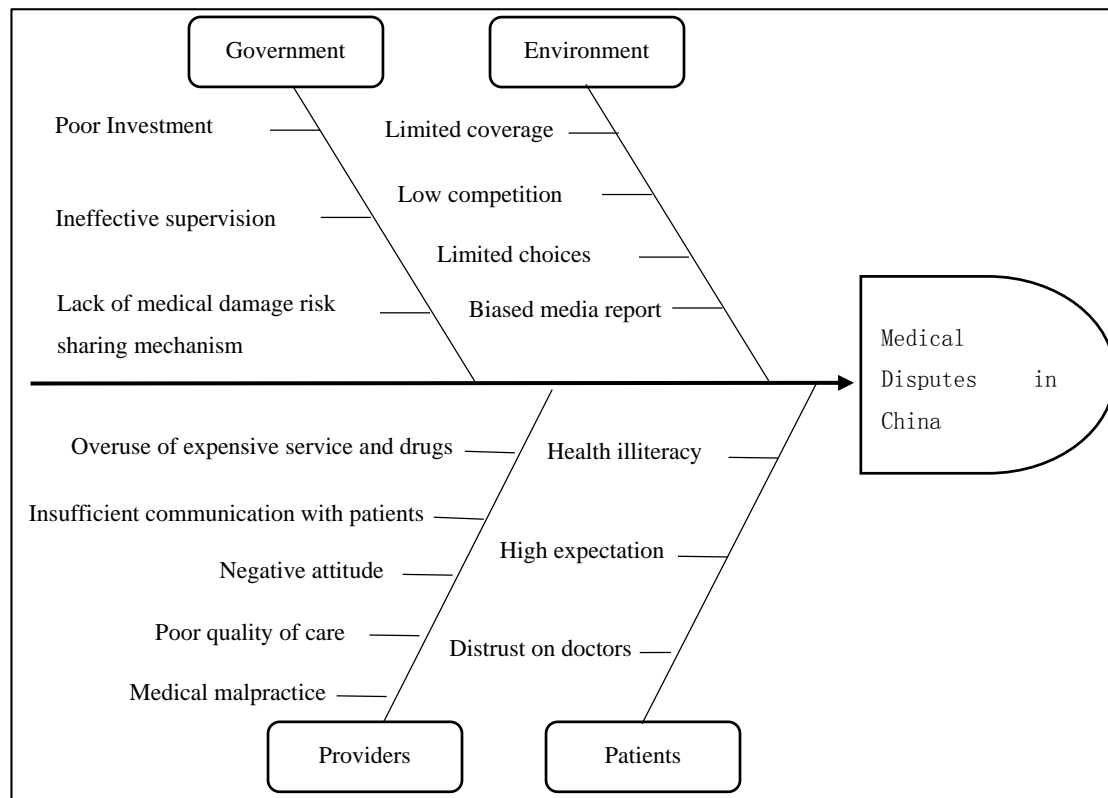 Government
Environment
Poor Investment
Limited coverage
Low competition
Ineffective supervision
Limited choices
Lack of medical damage risk
sharing mechanism
Biased media report
Medical
Disputes in
China
Overuse of expensive service and drugs
Health illiteracy
Insufficient communication with patients
High expectation
Negative attitude
Poor quality of care
Distrust on doctors
Medical malpractice
Providers
Patients